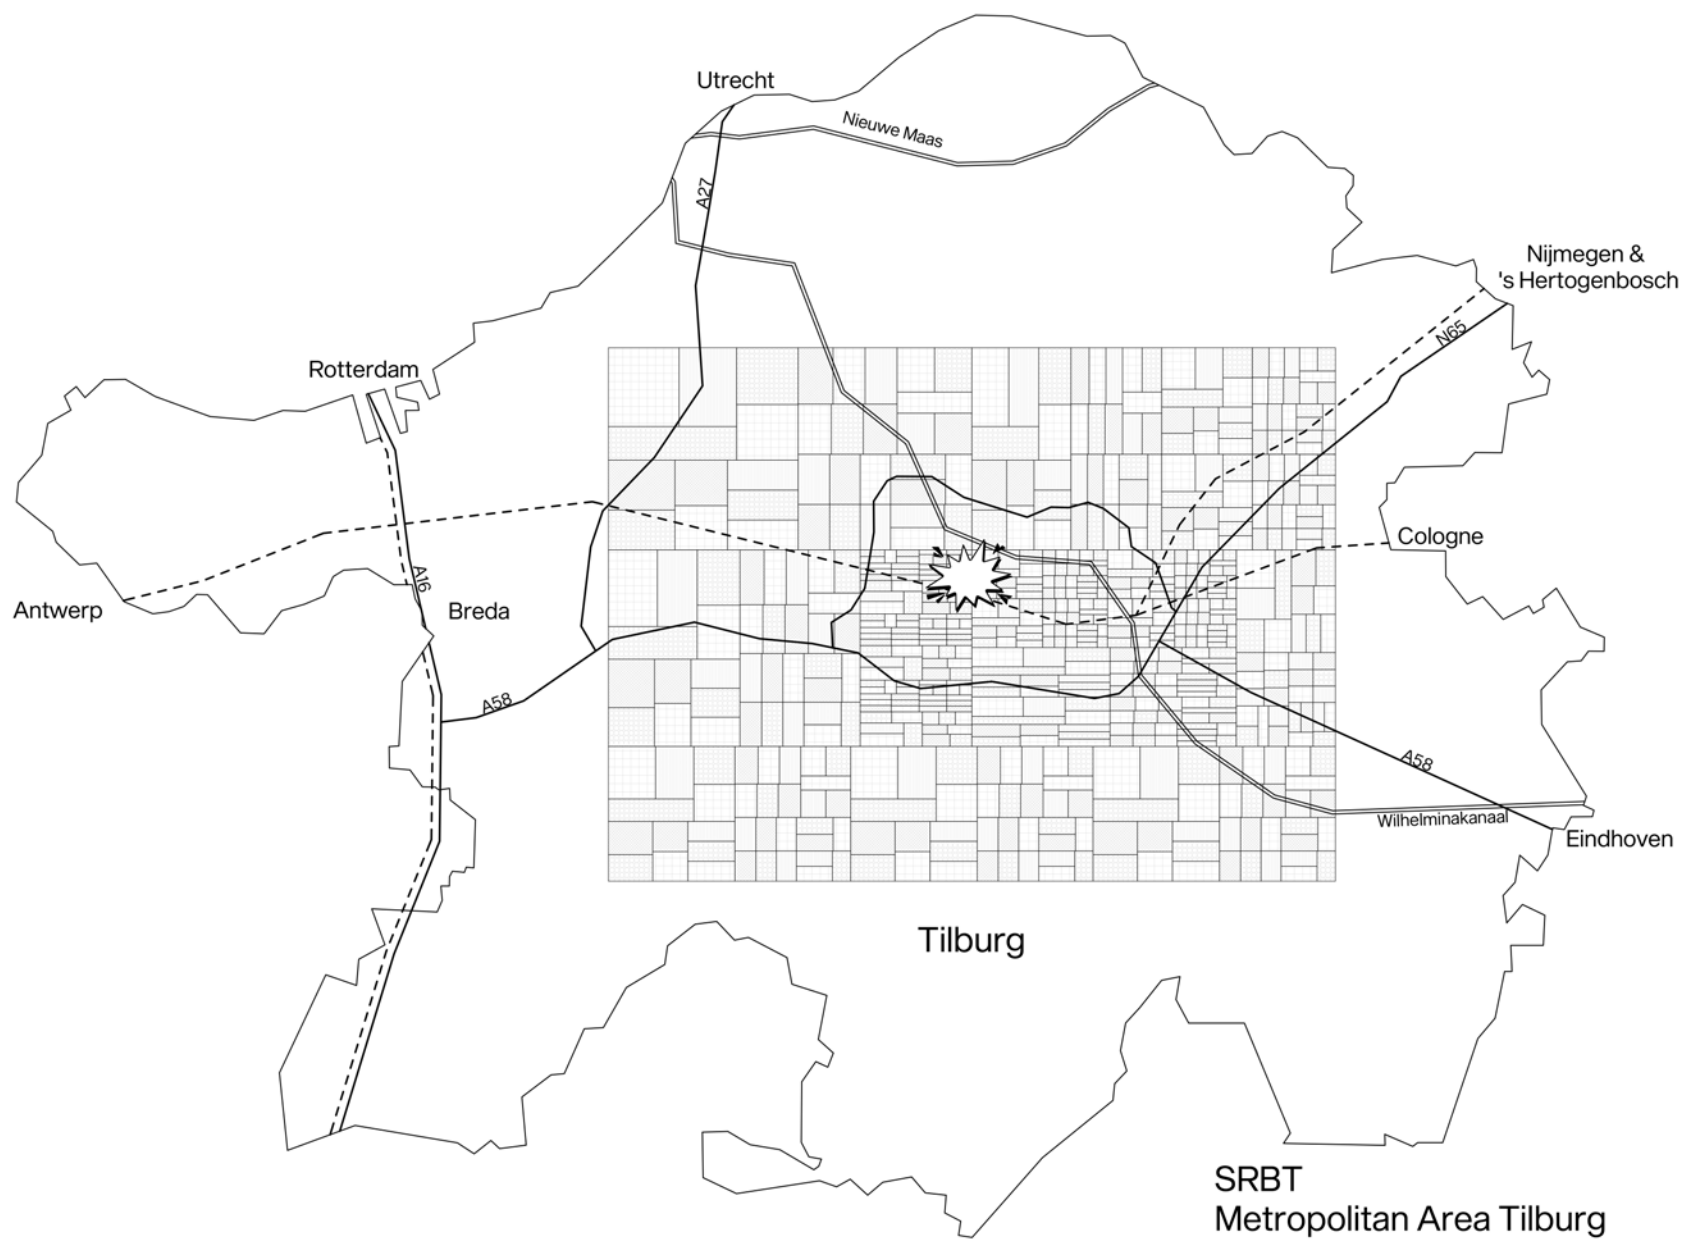 Utrecht
Nieuwe Maas
A27
Nijmegen &
's Hertogenbosch
N65
Rotterdam
Cologne
A16
Antwerp
Breda
A58
A58
Wilhelminakanaal
Eindhoven
Tilburg
SRBT
Metropolitan Area Tilburg